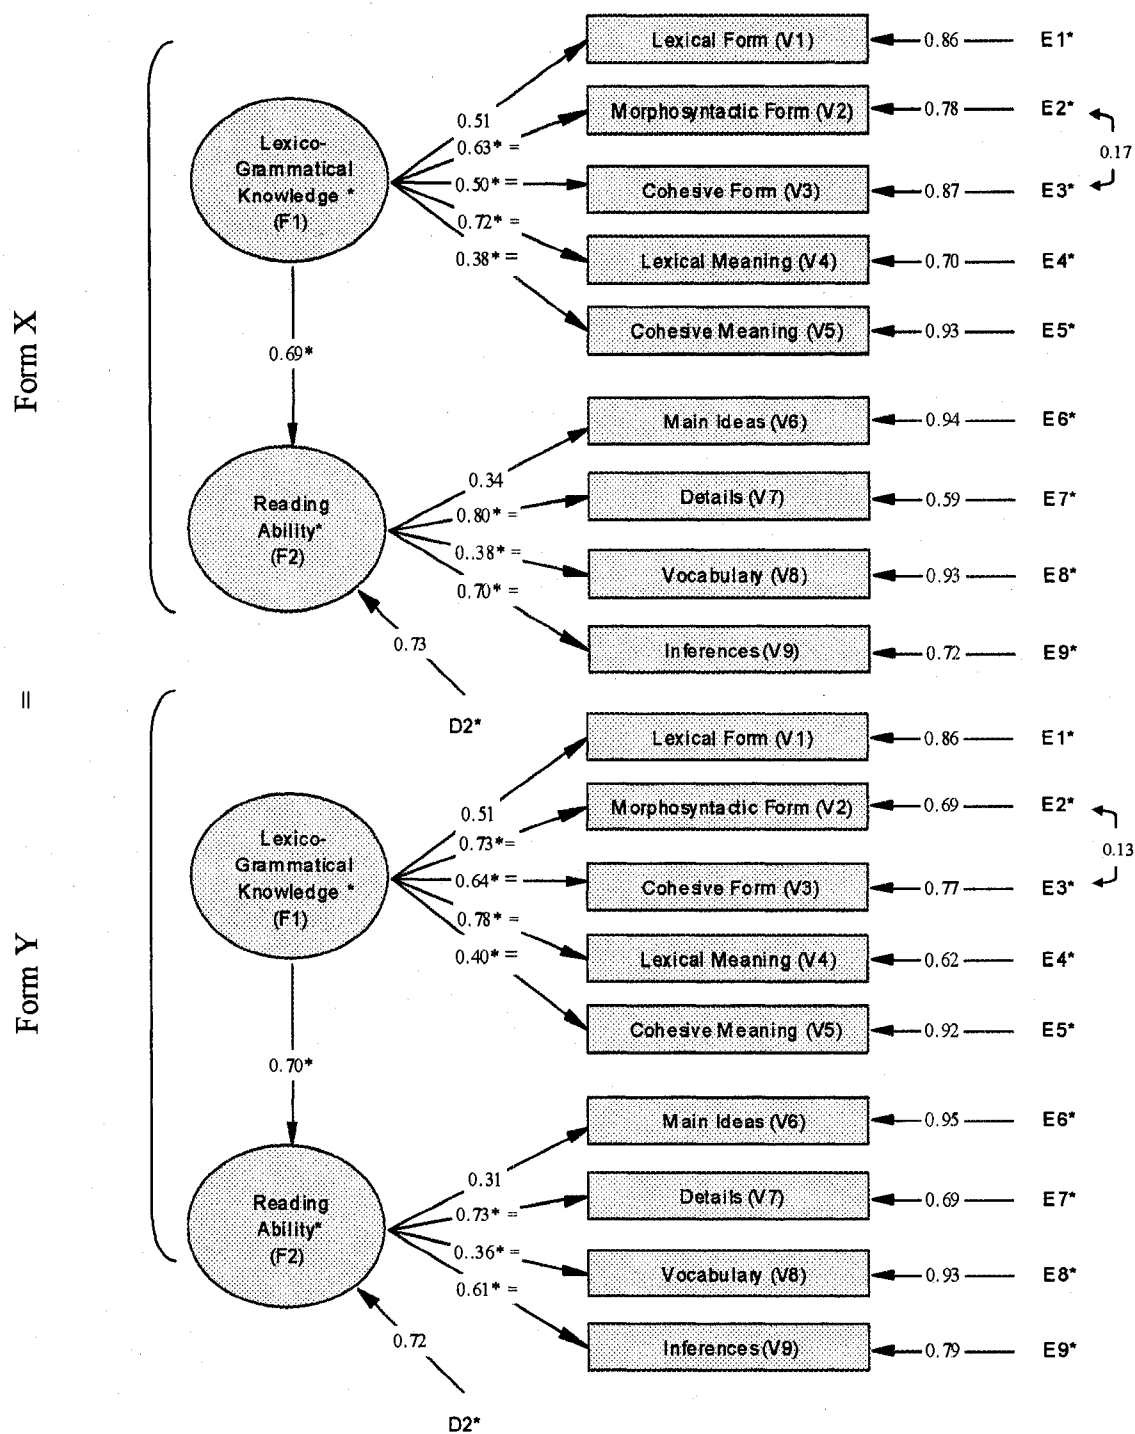 Form X
Lexico-
Grammatical
Knowledge *
(F1)
0.51
0.63* =
0.50* =
0.72* =
0.38* =
Lexical Form (V1)
0.86
E1*
Morphosyntactic Form (V2)
0.78
E2*
0.17
Cohesive Form (V3)
0.87
E3*
Lexical Meaning (V4)
0.70
E4*
Cohesive Meaning (V5)
0.93
E5*
0.69*
Reading
Ability*
(F2)
0.34
0.80* =
0..38* =
0.70* =
Main Ideas (V6)
0.94
E6*
Details (V7)
0.59
E7*
Vocabulary (V8)
0.93
E8*
Inferences (V9)
0.72
E9*
0.73
D2*
=
Form Y
Lexico-
Grammatical
Knowledge *
(F1)
0.51
0.73* =
0.64* =
0.78* =
0.40* =
Lexical Form (V1)
0.86
E1*
Morphosyntactic Form (V2)
0.69
E2*
0.13
Cohesive Form (V3)
0.77
E3*
Lexical Meaning (V4)
0.62
E4*
Cohesive Meaning (V5)
0.92
E5*
0.70*
Reading
Ability*
(F2)
0.31
0.73* =
0..36* =
0.61* =
Main Ideas (V6)
0.95
E6*
Details (V7)
0.69
E7*
Vocabulary (V8)
0.93
E8*
Inferences (V9)
0.79
E9*
0.72
D2*